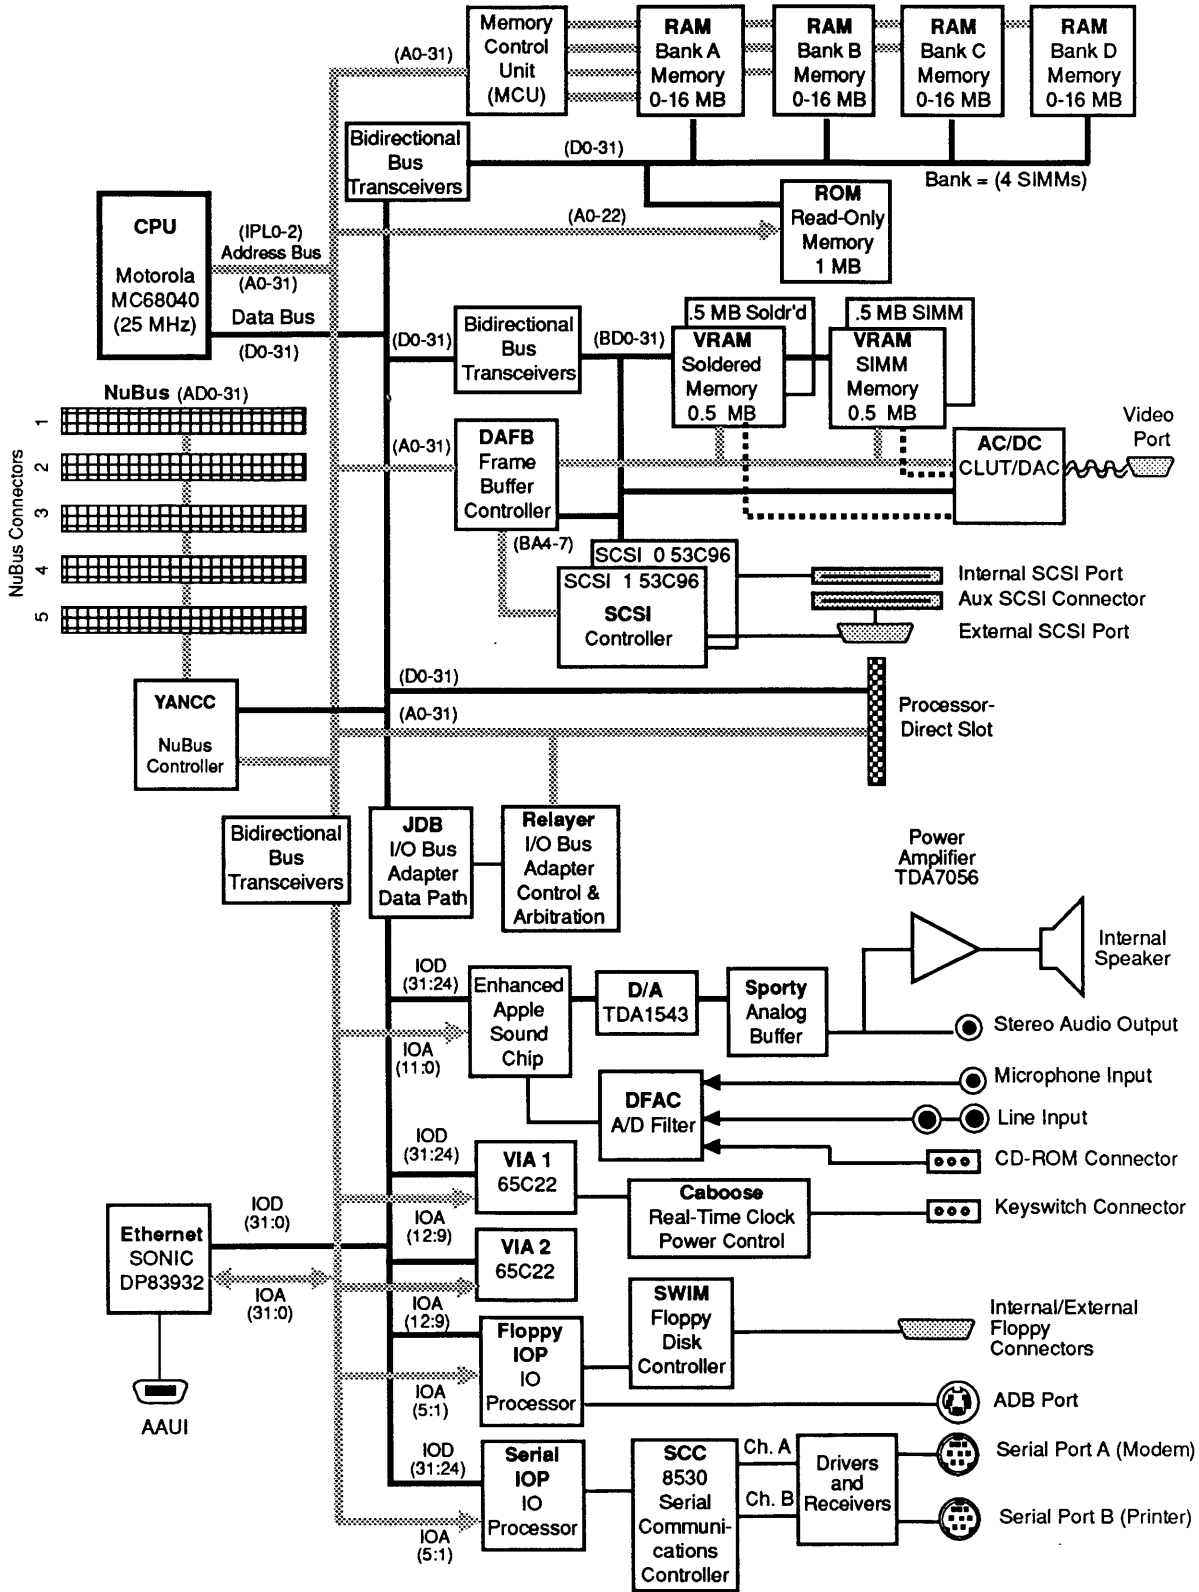 Memory
Control
Unit
(MCU)
RAM
Bank A
Memory
0-16 MB
RAM
Bank B
Memory
0-16 MB
RAM
Bank C
Memory
0-16 MB
RAM
Bank D
Memory
0-16 MB
(A0-31)
Bidirectional
Bus
Transceivers
(D0-31)
Bank = (4 SIMMs)
ROM
Read-Only
Memory
1 MB
(A0-22)
CPU
Motorola
MC68040
(25 MHz)
(IPL0-2)
Address Bus
(A0-31)
Data Bus
(D0-31)
(D0-31)
Bidirectional
Bus
Transceivers
(BD0-31)
.5 MB Soldr'd
VRAM
Soldered
Memory
0.5 MB
.5 MB SIMM
VRAM
SIMM
Memory
0.5 MB
NuBus (AD0-31)
NuBus Connectors
1
2
3
4
5
(A0-31)
DAFB
Frame
Buffer
Controller
AC/DC
CLUT/DAC
Video
Port
(BA4-7)
SCSI 0 53C96
SCSI 1 53C96
SCSI
Controller
Internal SCSI Port
Aux SCSI Connector
External SCSI Port
YANCC
NuBus
Controller
(D0-31)
(A0-31)
Processor-
Direct Slot
Bidirectional
Bus
Transceivers
JDB
I/O Bus
Adapter
Data Path
Relayer
I/O Bus
Adapter
Control &
Arbitration
Power
Amplifier
TDA7056
Internal
Speaker
IOD
(31:24)
IOA
(11:0)
Enhanced
Apple
Sound
Chip
D/A
TDA1543
Sporty
Analog
Buffer
Stereo Audio Output
DFAC
A/D Filter
Microphone Input
Line Input
CD-ROM Connector
IOD
(31:24)
IOA
(12:9)
VIA 1
65C22
Caboose
Real-Time Clock
Power Control
Keyswitch Connector
Ethernet
SONIC
DP83932
IOD
(31:0)
IOA
(31:0)
AAUI
VIA 2
65C22
IOA
(12:9)
Floppy
IOP
IO
Processor
IOA
(5:1)
SWIM
Floppy
Disk
Controller
Internal/External
Floppy
Connectors
ADB Port
IOD
(31:24)
IOA
(5:1)
Serial
IOP
IO
Processor
SCC
8530
Serial
Communi-
cations
Controller
Ch. A
Ch. B
Drivers
and
Receivers
Serial Port A (Modem)
Serial Port B (Printer)